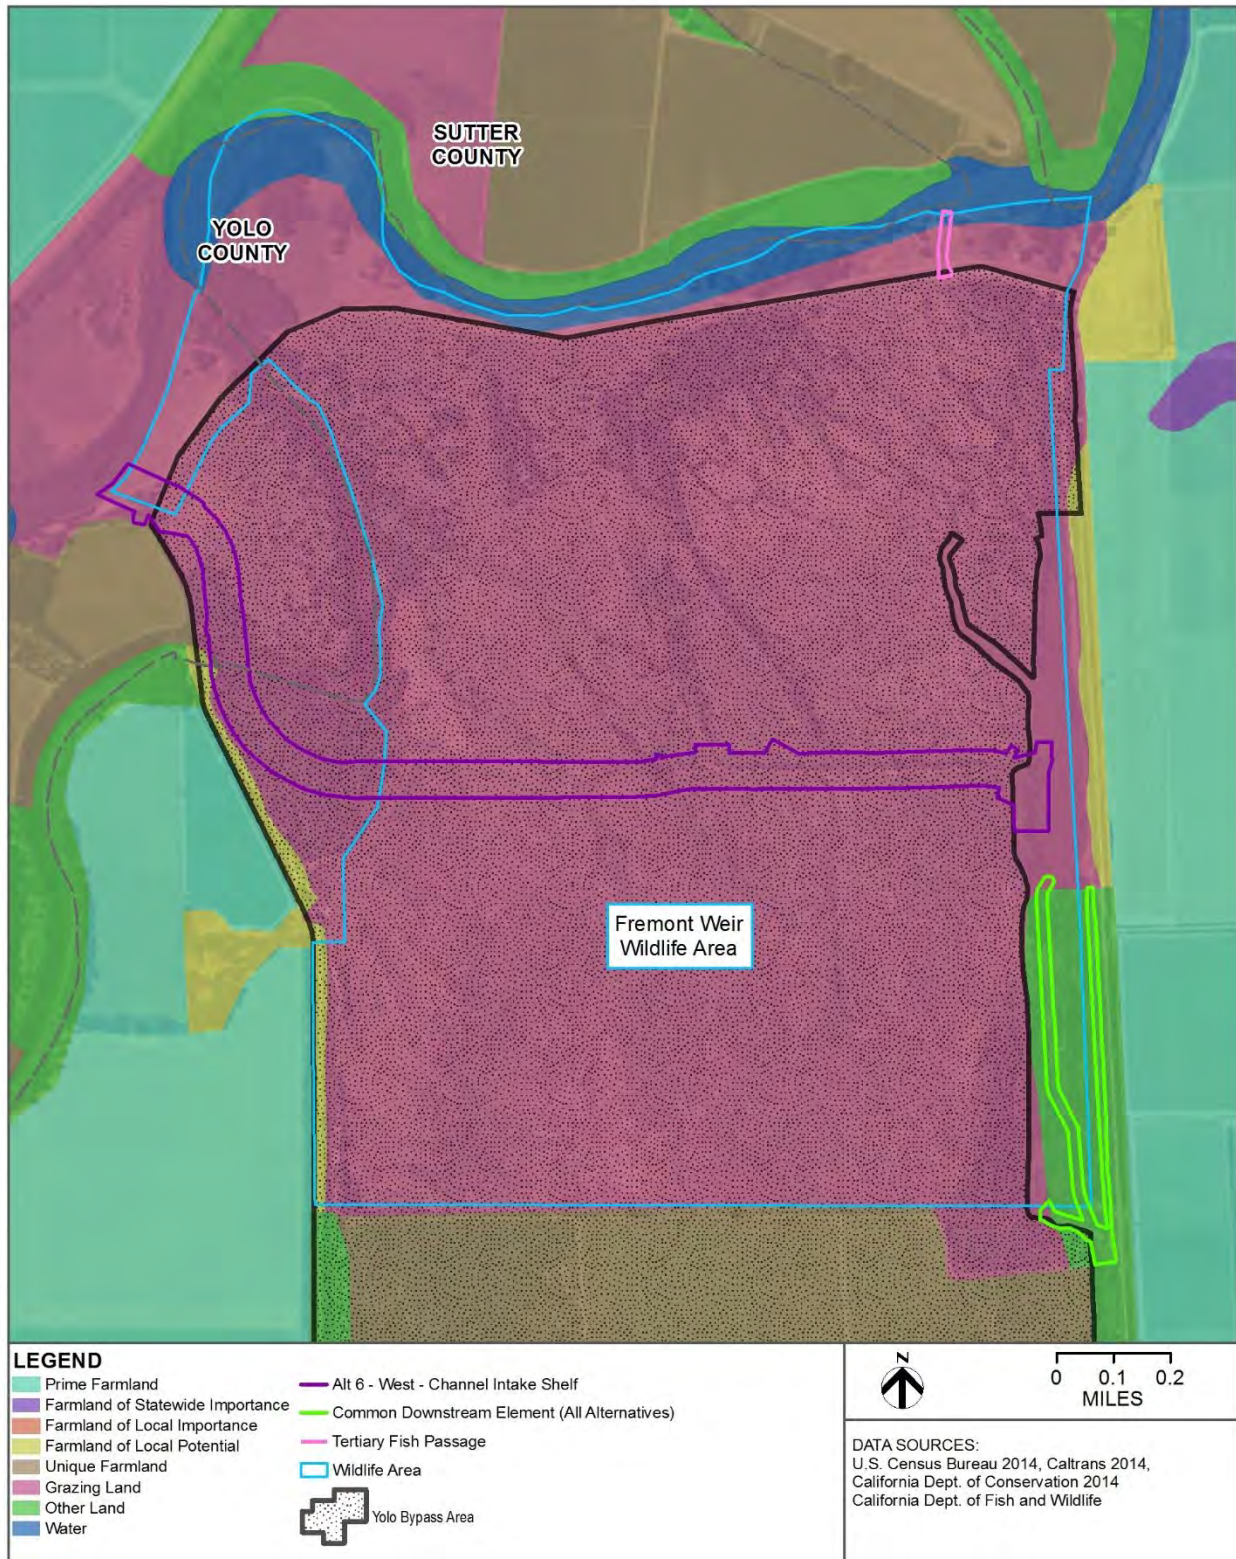 SUTTER
COUNTY
YOLO
COUNTY
Fremont Weir
Wildlife Area
LEGEND
Prime Farmland
Farmland of Statewide Importance
Farmland of Local Importance
Farmland of Local Potential
Unique Farmland
Grazing Land
Other Land
Water
Alt 6 - West - Channel Intake Shelf
Common Downstream Element (All Alternatives)
Tertiary Fish Passage
Wildlife Area
Yolo Bypass Area
N
0 0.1 0.2
MILES
DATA SOURCES:
U.S. Census Bureau 2014, Caltrans 2014,
California Dept. of Conservation 2014
California Dept. of Fish and Wildlife